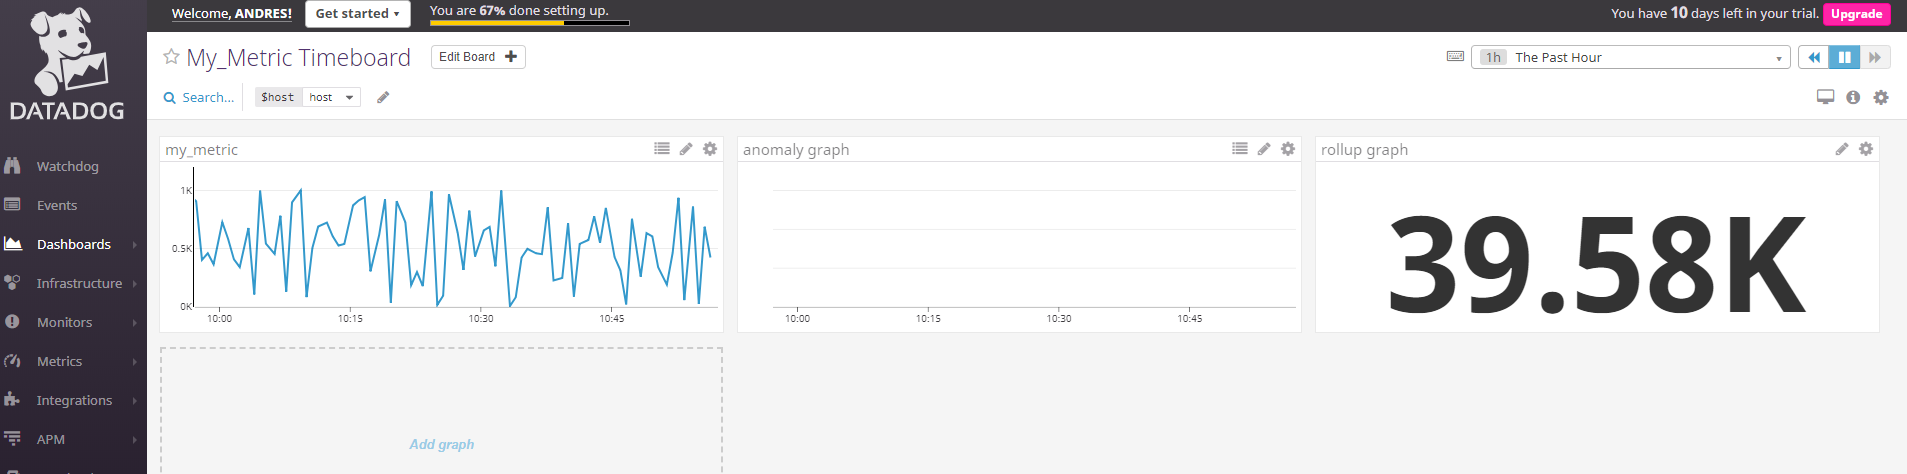 Welcome, ANDRES!
Get started
You are 67% done setting up.
You have 10 days left in your trial.
Upgrade
DATADOG
My_Metric Timeboard
Edit Board
1h The Past Hour
Search...
$host host
Watchdog
Events
Dashboards
Infrastructure
Monitors
Metrics
Integrations
APM
my_metric
1K
0.5K
0K
10:00 10:15 10:30 10:45
anomaly graph
10:00 10:15 10:30 10:45
rollup graph
39.58K
Add graph